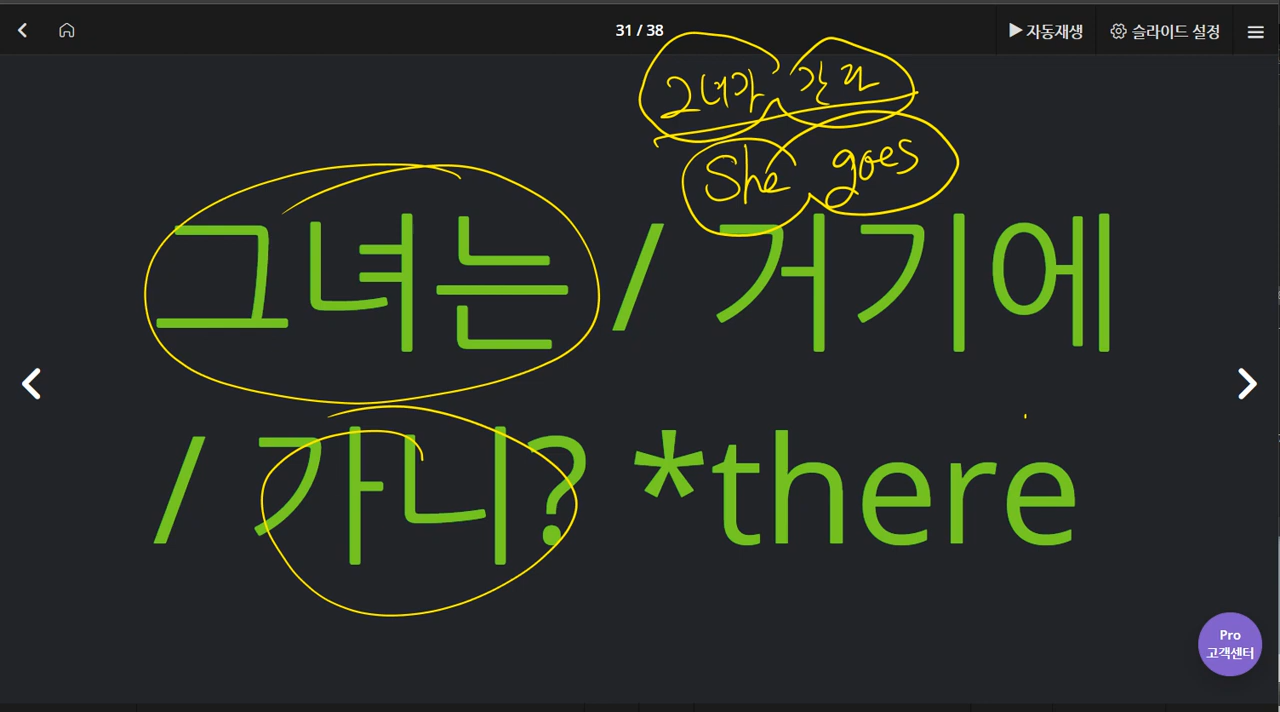 31 / 38
▶ 자동재생
슬라이드 설정
그녀가 간다
She goes
그녀는 / 거기에
/ 가니? *there
Pro
고객센터